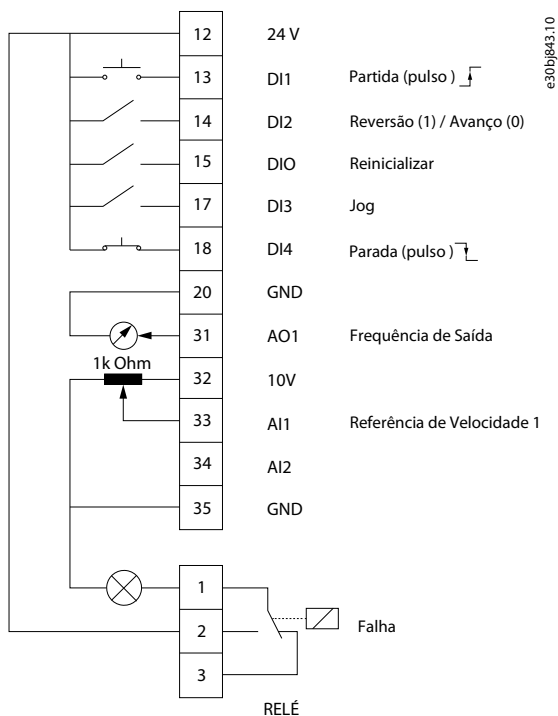 e30bj843.10
12 24 V
13 DI1 Partida (pulso )
14 DI2 Reversão (1) / Avanço (0)
15 DIO Reinicializar
17 DI3 Jog
18 DI4 Parada (pulso )
20 GND
31 AO1 Frequência de Saída
1k Ohm
32 10V
33 AI1 Referência de Velocidade 1
34 AI2
35 GND
1
2
Falha
3
RELÉ